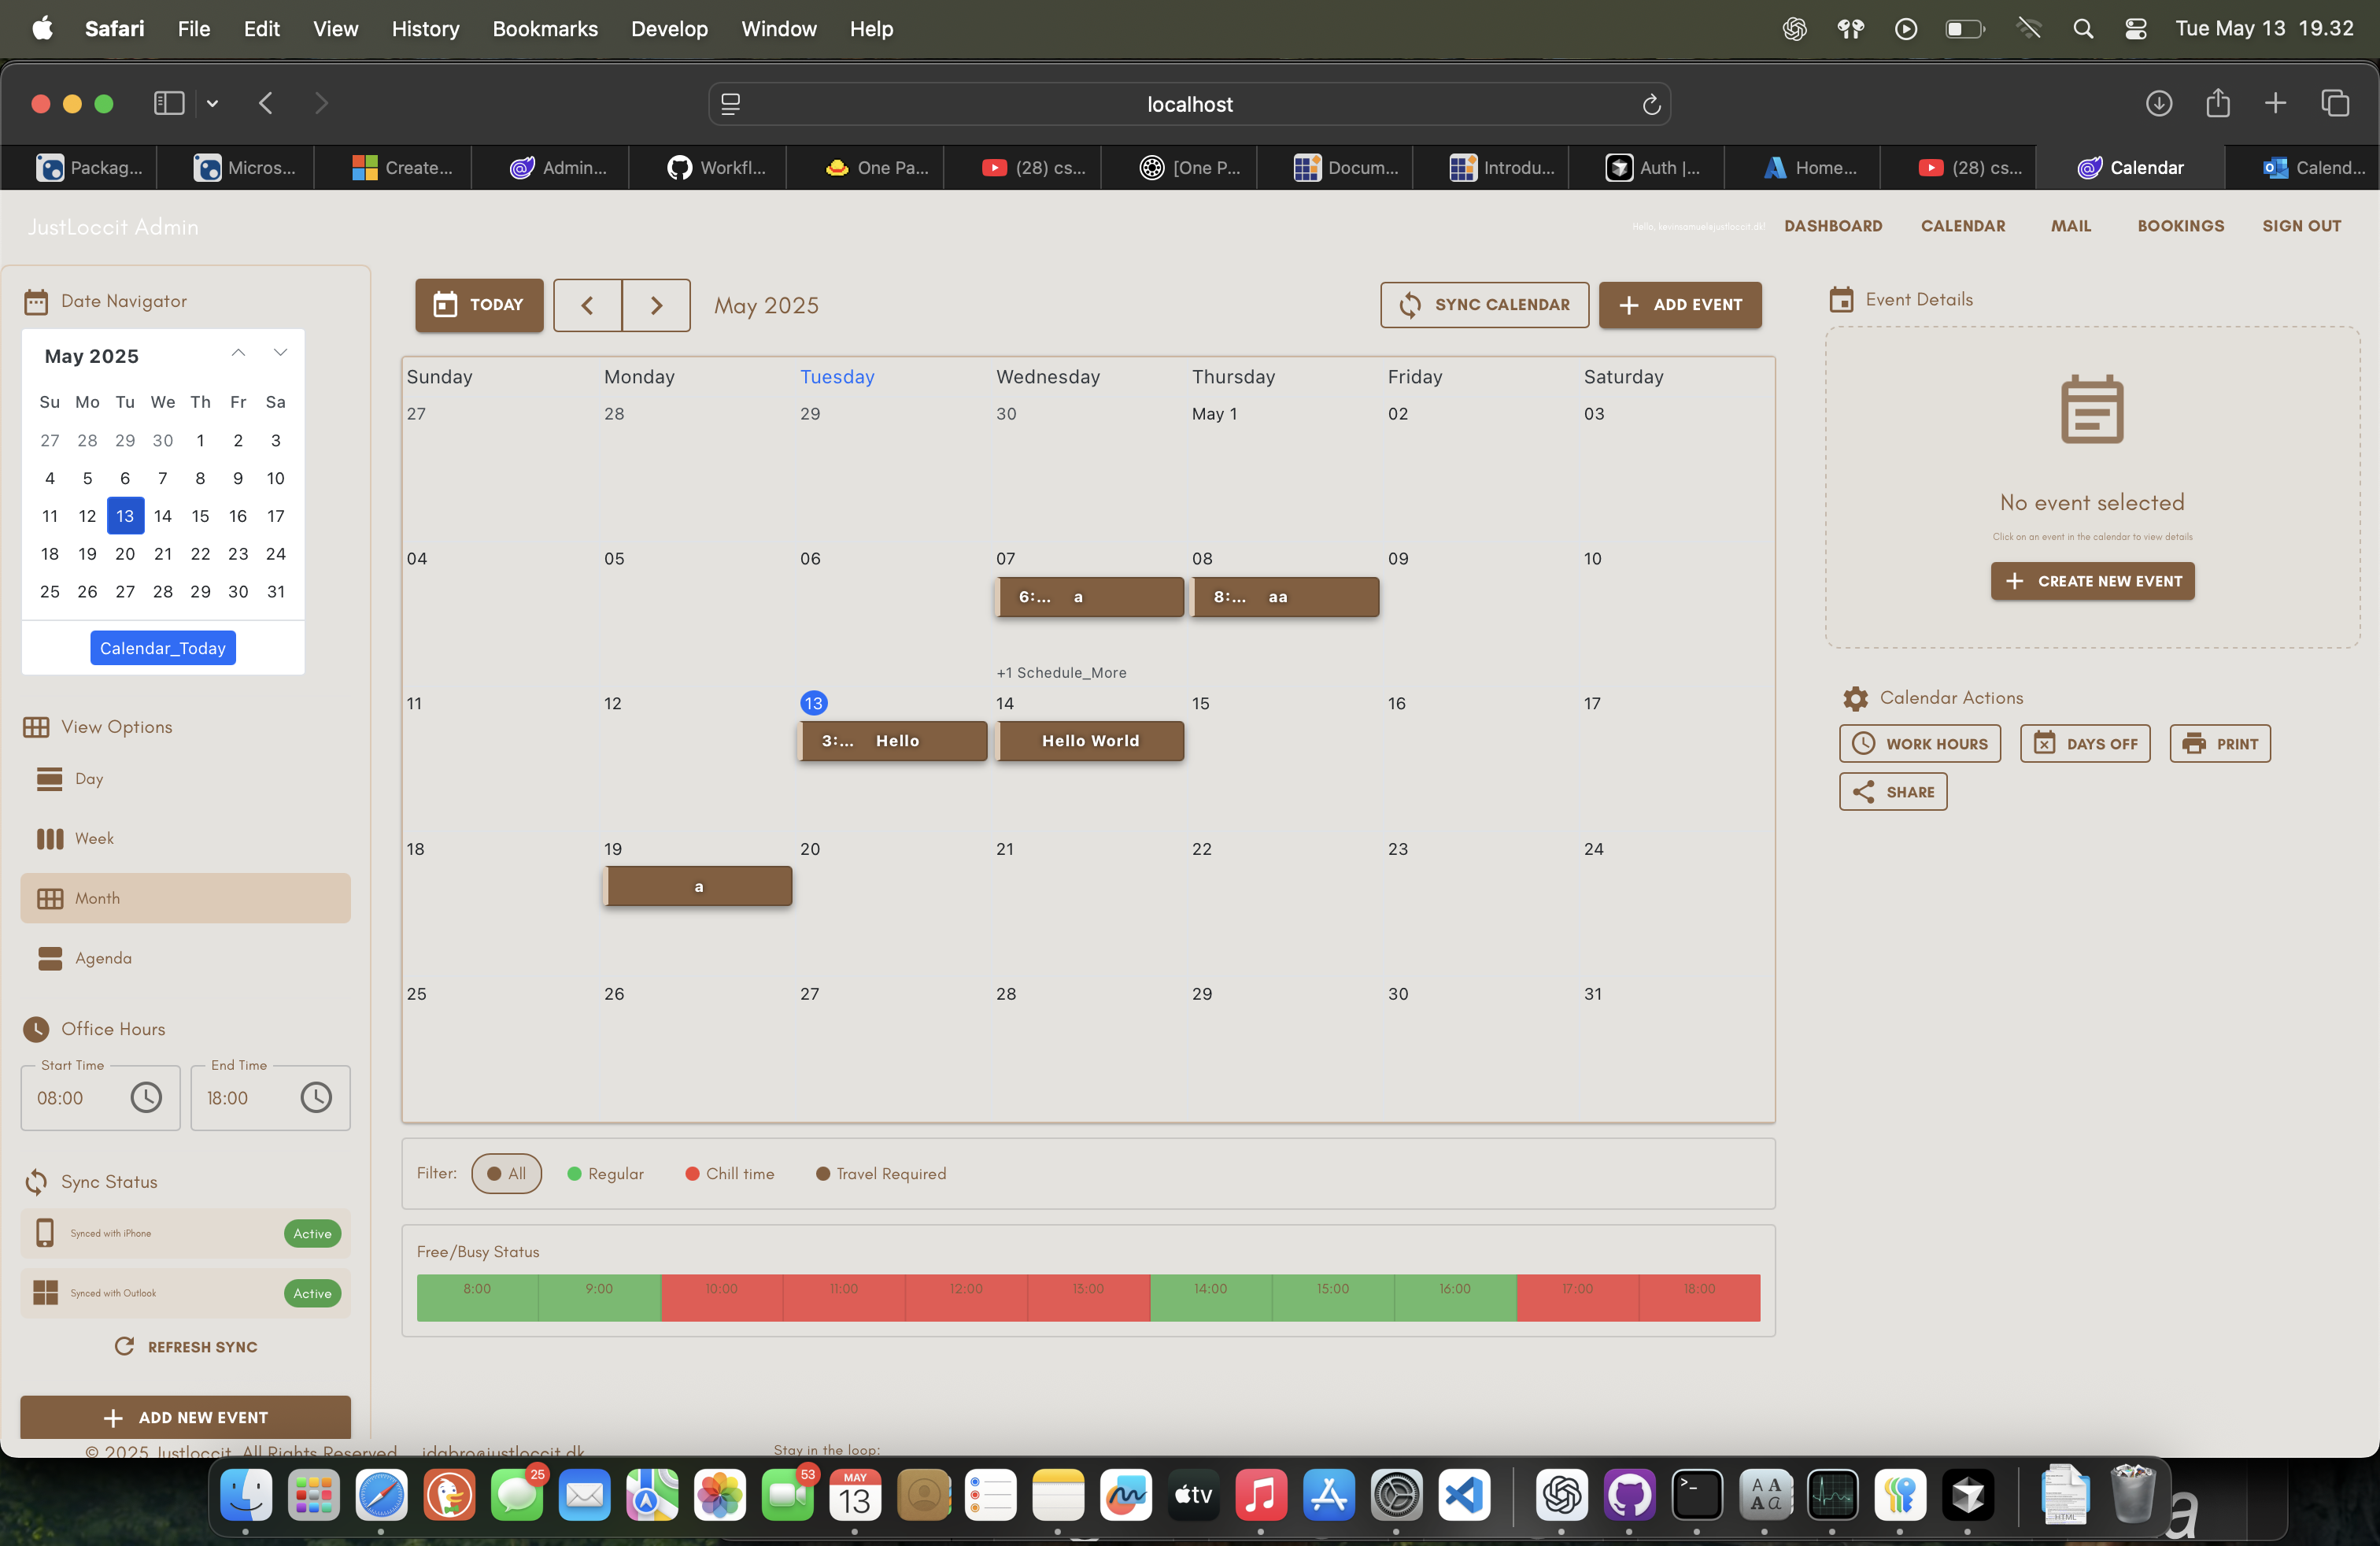 Safari File Edit View History Bookmarks Develop Window Help Tue May 13 19.32
localhost
Packag... Micros... Create... Admin... Workfl... One Pa... (28) cs... [One P... Docum... Introdu... Auth |... Home... (28) cs... Calendar Calend...
JustLoccit Admin
Hello, kevinsamuel@justloccit.dk! DASHBOARD CALENDAR MAIL BOOKINGS SIGN OUT
Date Navigator
May 2025
Su Mo Tu We Th Fr Sa
27 28 29 30 1 2 3
4 5 6 7 8 9 10
11 12 13 14 15 16 17
18 19 20 21 22 23 24
25 26 27 28 29 30 31
Calendar_Today
View Options
Day
Week
Month
Agenda
Office Hours
Start Time End Time
08:00 18:00
Sync Status
Synced with iPhone Active
Synced with Outlook Active
REFRESH SYNC
ADD NEW EVENT
TODAY May 2025 SYNC CALENDAR ADD EVENT
Sunday Monday Tuesday Wednesday Thursday Friday Saturday
27 28 29 30 May 1 02 03
04 05 06 07 08 09 10
6:... a 8:... aa
+1 Schedule_More
11 12 13 14 15 16 17
3:... Hello Hello World
18 19 20 21 22 23 24
a
25 26 27 28 29 30 31
Filter: All Regular Chill time Travel Required
Free/Busy Status
8:00 9:00 10:00 11:00 12:00 13:00 14:00 15:00 16:00 17:00 18:00
Event Details
No event selected
Click on an event in the calendar to view details
CREATE NEW EVENT
Calendar Actions
WORK HOURS DAYS OFF PRINT
SHARE
© 2025 Justloccit. All Rights Reserved. idabro@justloccit.dk Stay in the loop:
25 53 MAY
13 tv A A
A a HTML a